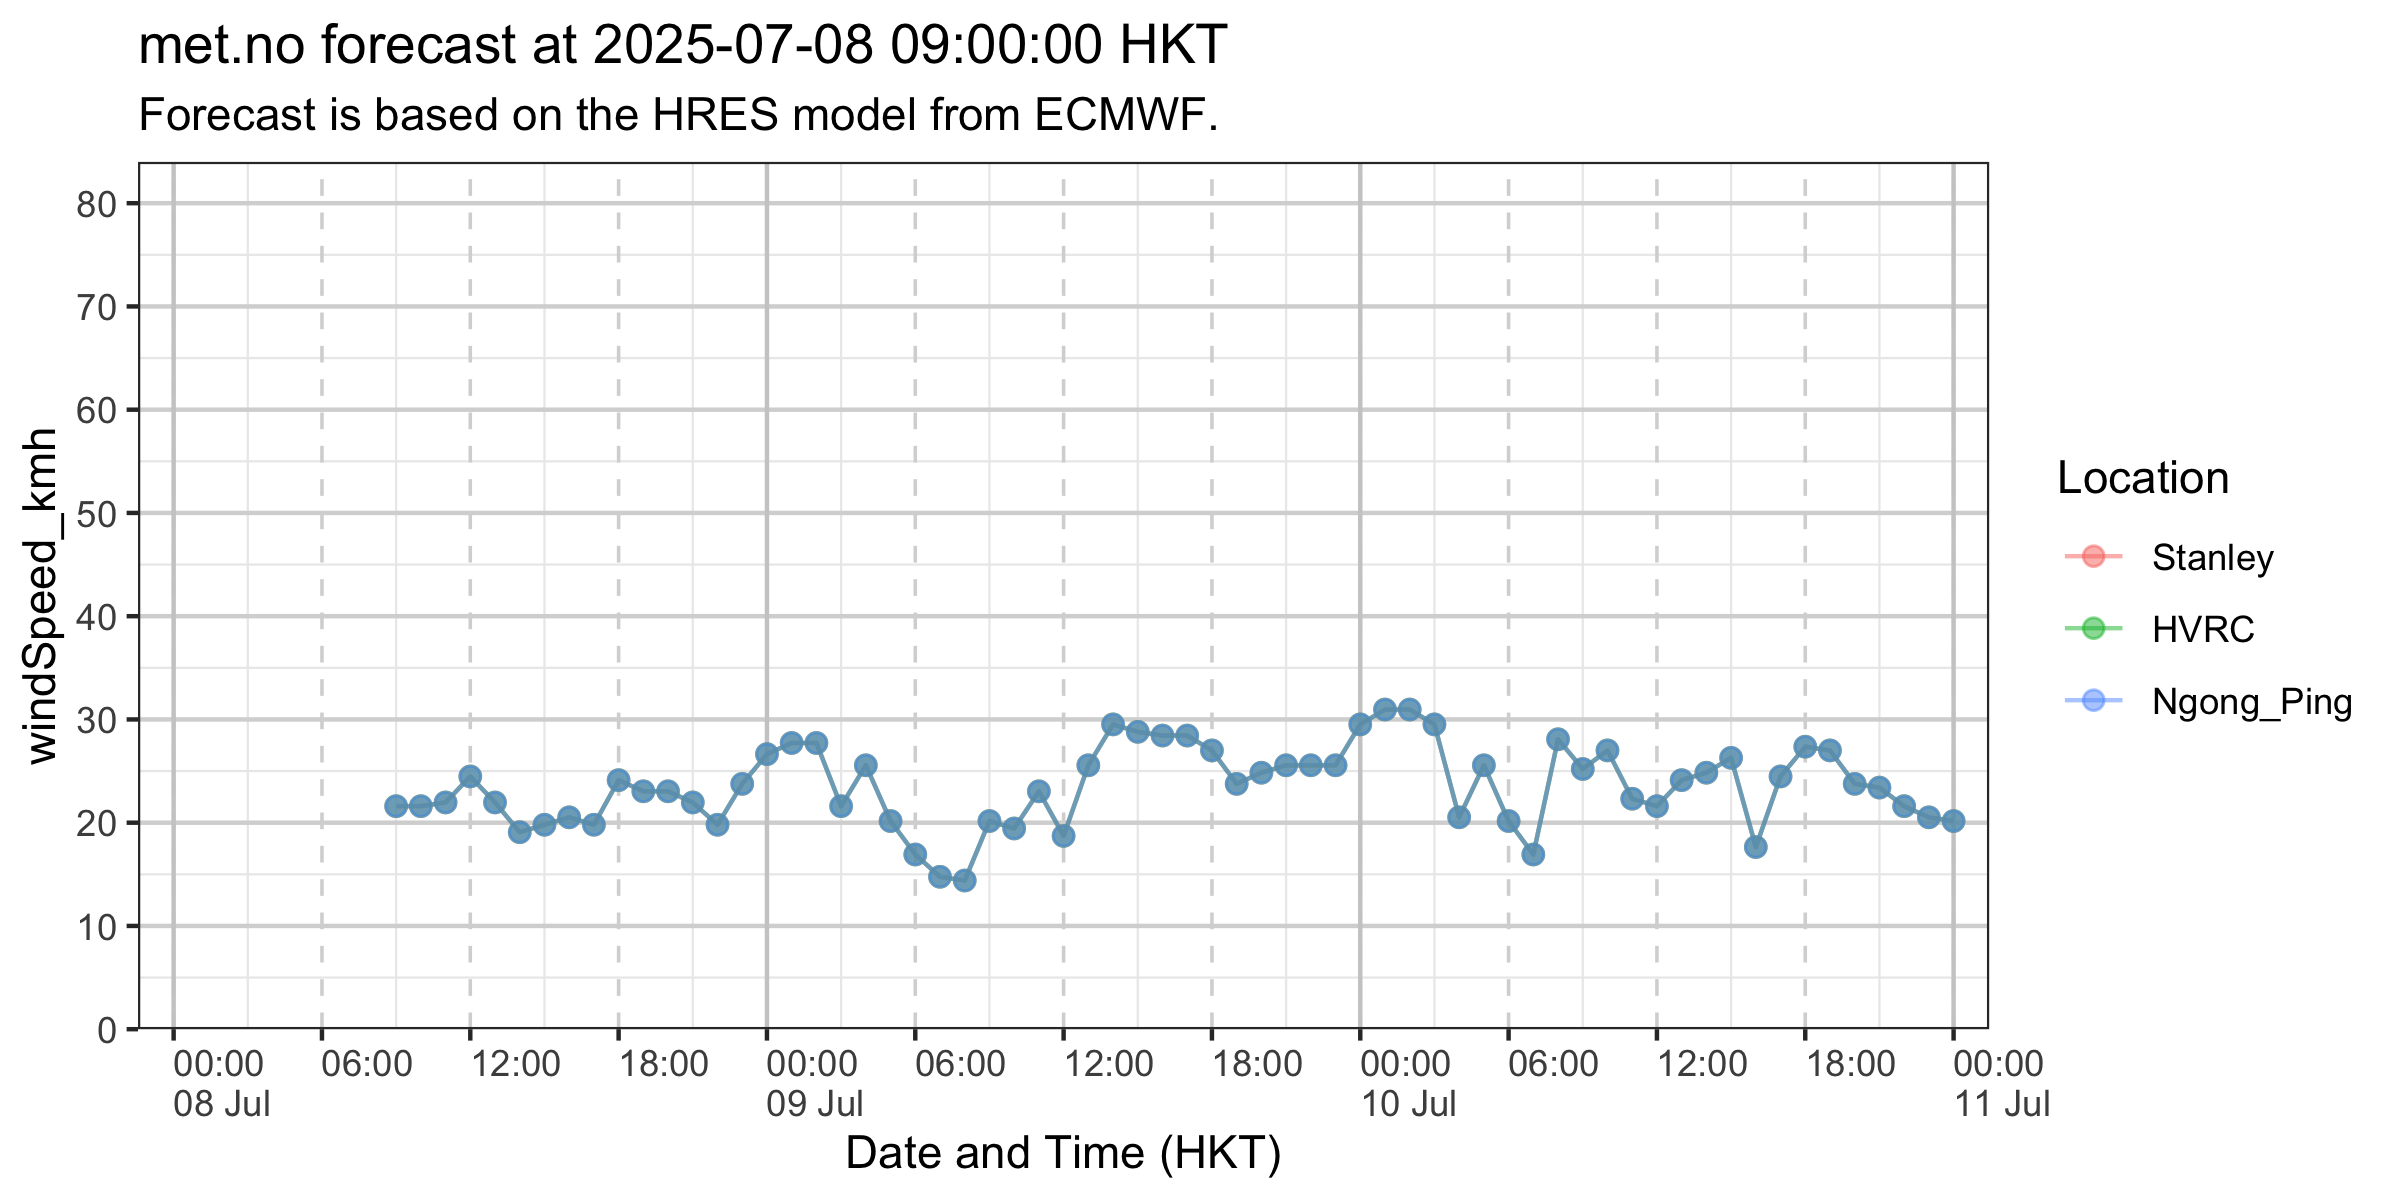 met.no forecast at 2025-07-08 09:00:00 HKT
Forecast is based on the HRES model from ECMWF.
windSpeed_kmh
80
70
60
50
40
30
20
10
0
00:00 06:00 12:00 18:00 00:00 06:00 12:00 18:00 00:00 06:00 12:00 18:00 00:00
08 Jul 09 Jul 10 Jul 11 Jul
Date and Time (HKT)
Location
Stanley
HVRC
Ngong_Ping